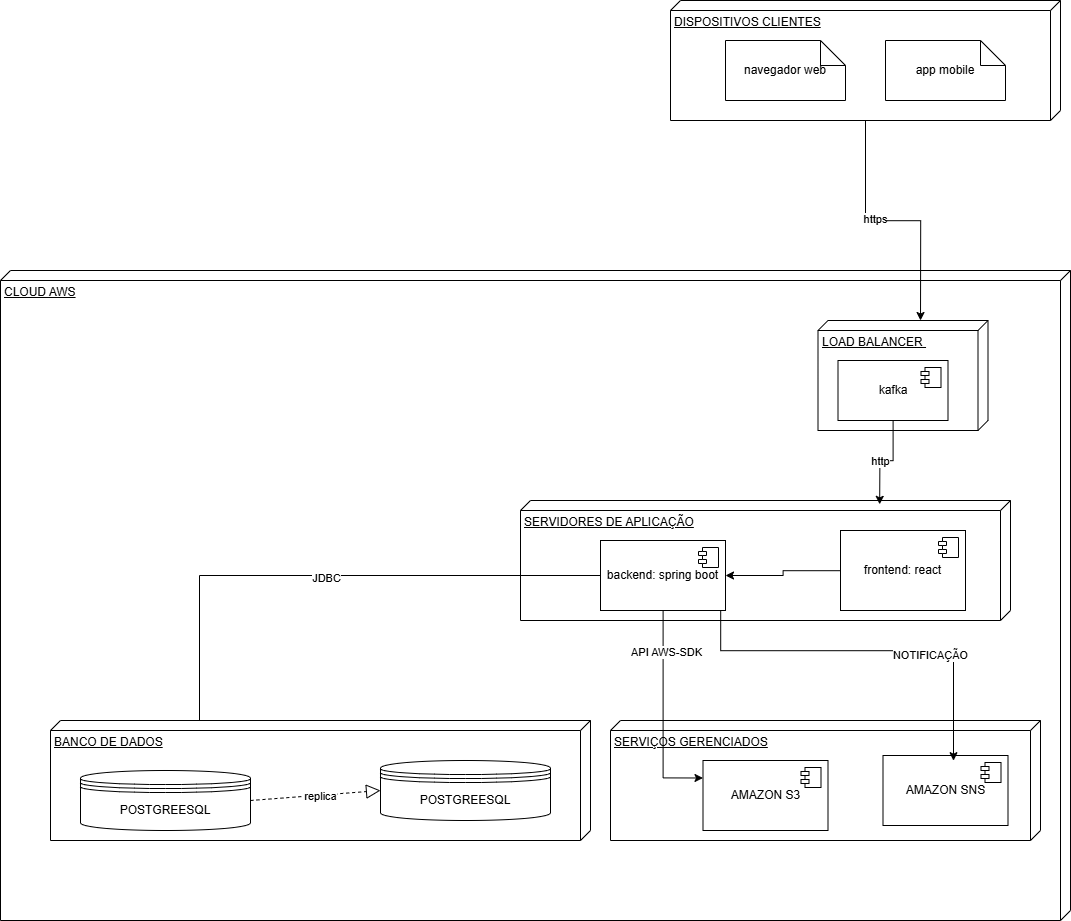 DISPOSITIVOS CLIENTES
navegador web
app mobile
https
CLOUD AWS
LOAD BALANCER
kafka
http
SERVIDORES DE APLICAÇÃO
backend: spring boot
frontend: react
JDBC
API AWS-SDK
NOTIFICAÇÃO
BANCO DE DADOS
POSTGREESQL
replica
POSTGREESQL
SERVIÇOS GERENCIADOS
AMAZON S3
AMAZON SNS